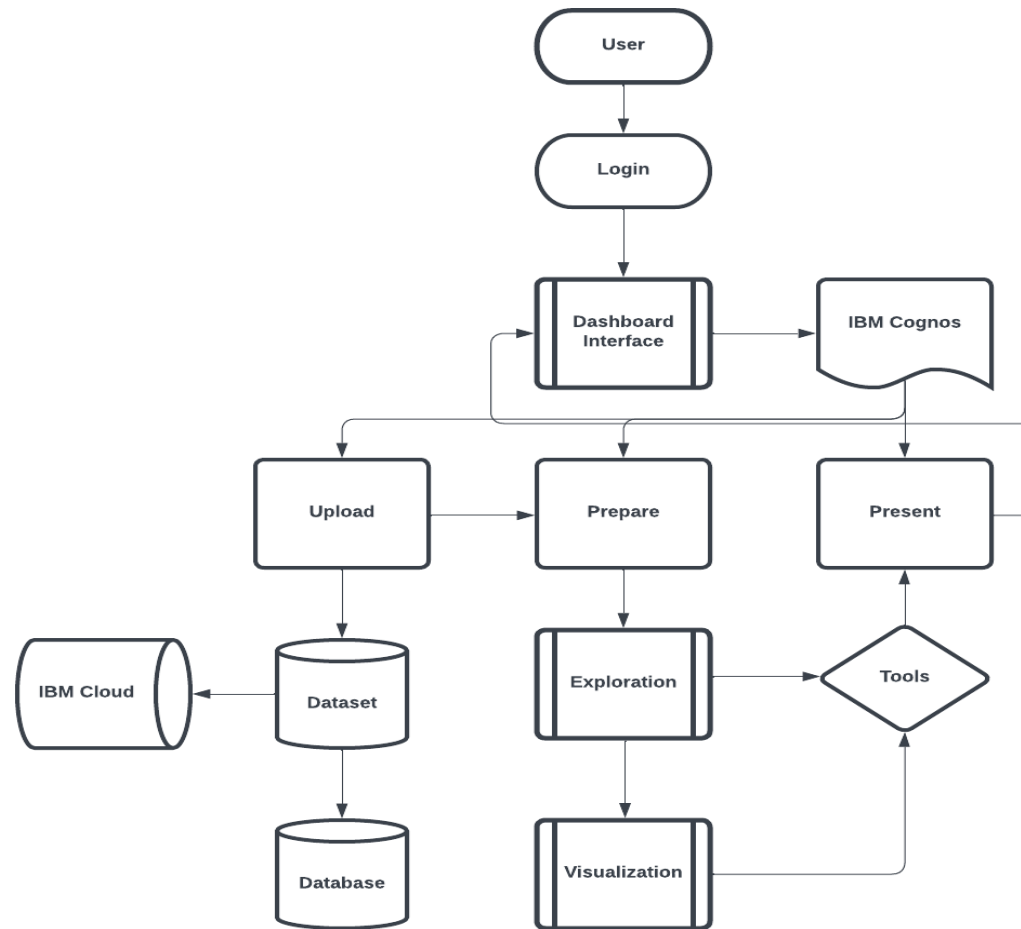 User
Login
Dashboard
Interface
IBM Cognos
Upload
Prepare
Present
IBM Cloud
Dataset
Exploration
Tools
Database
Visualization